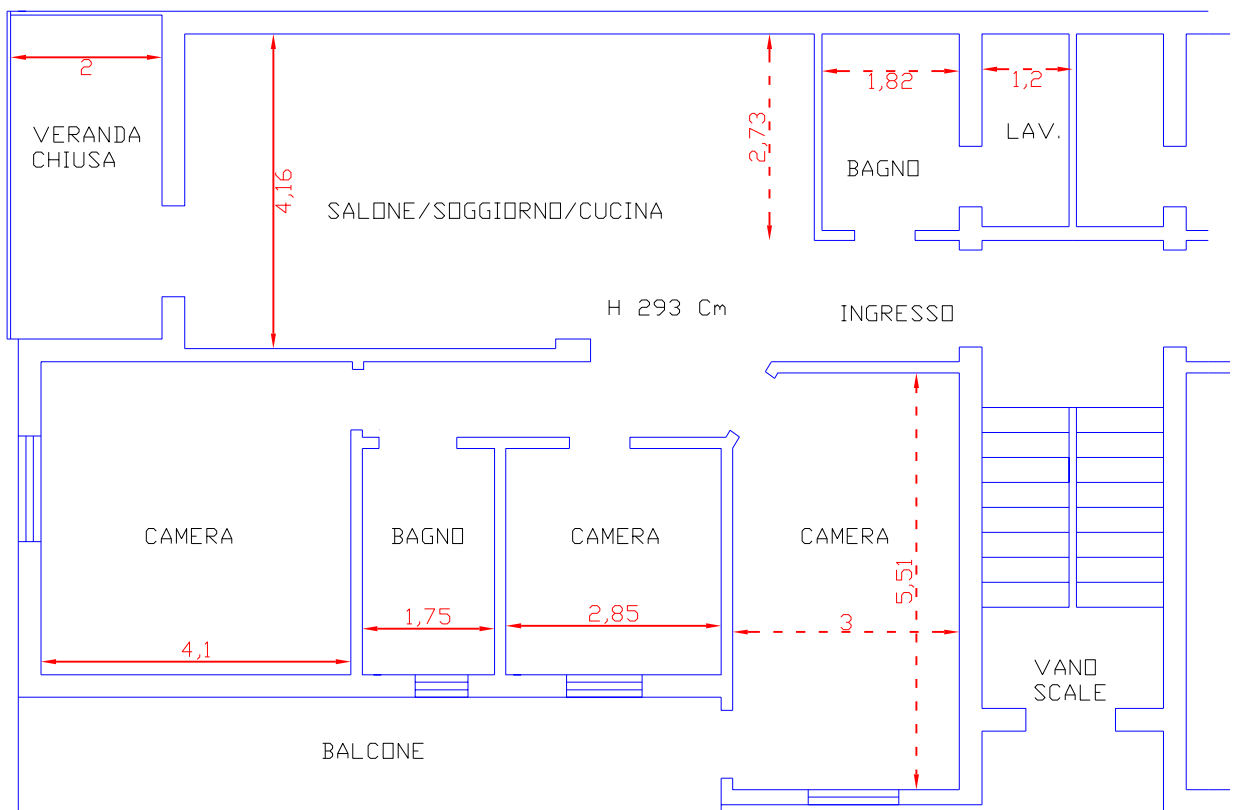 2
1,82
1,2
VERANDA
CHIUSA
2,73
LAV.
BAGNO
4,16
SALONE/SOGGIORNO/CUCINA
H 293 Cm
INGRESSO
CAMERA
BAGNO
CAMERA
CAMERA
5,51
1,75
2,85
3
4,1
VANO
SCALE
BALCONE